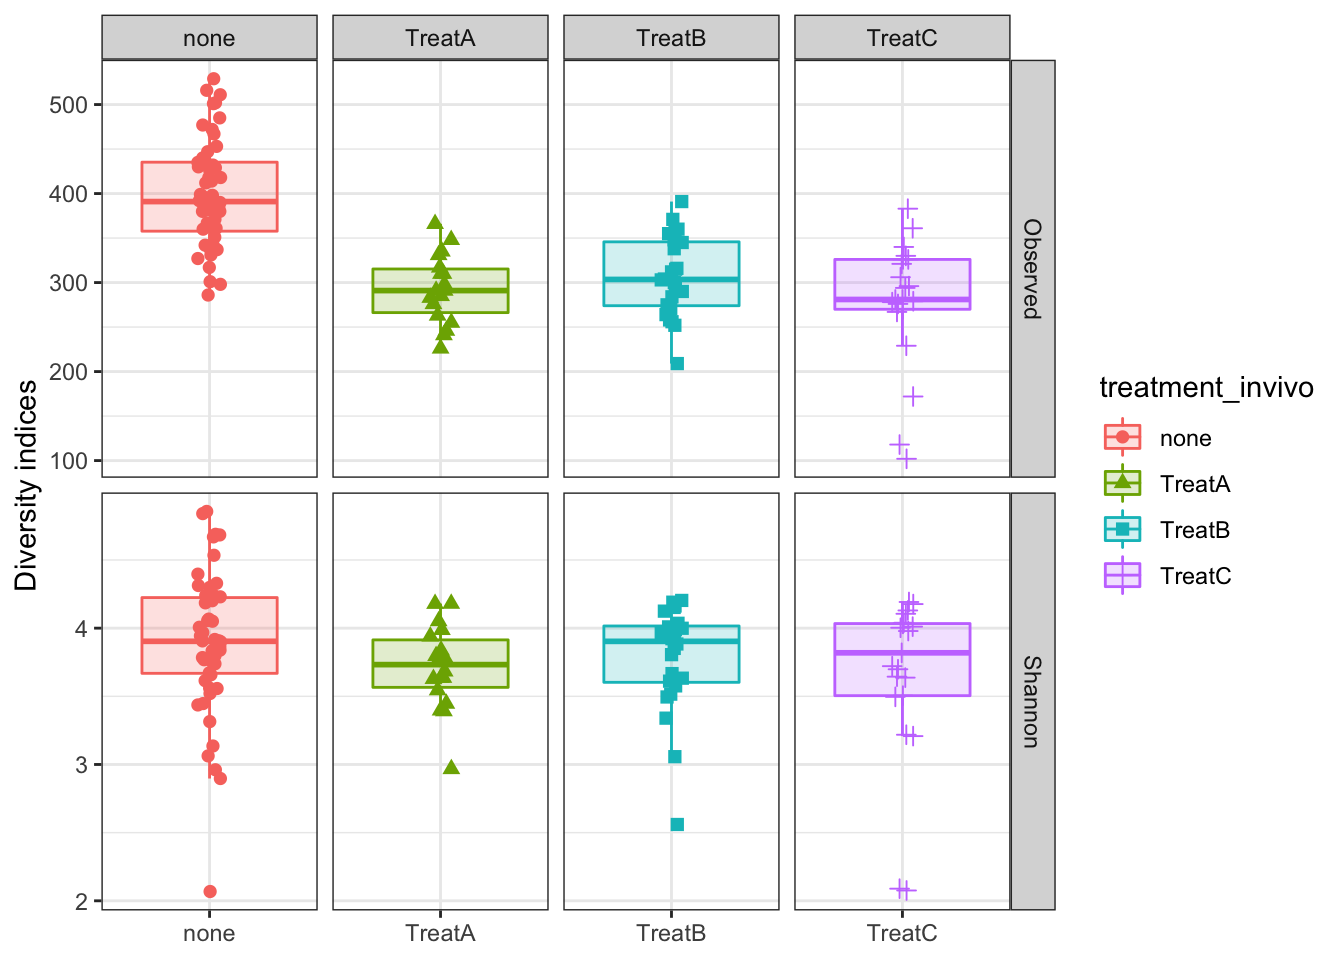 none
TreatA
TreatB
TreatC
Diversity indices
500
400
300
200
100
Observed
4
3
2
Shannon
none
TreatA
TreatB
TreatC
treatment_invivo
none
TreatA
TreatB
TreatC